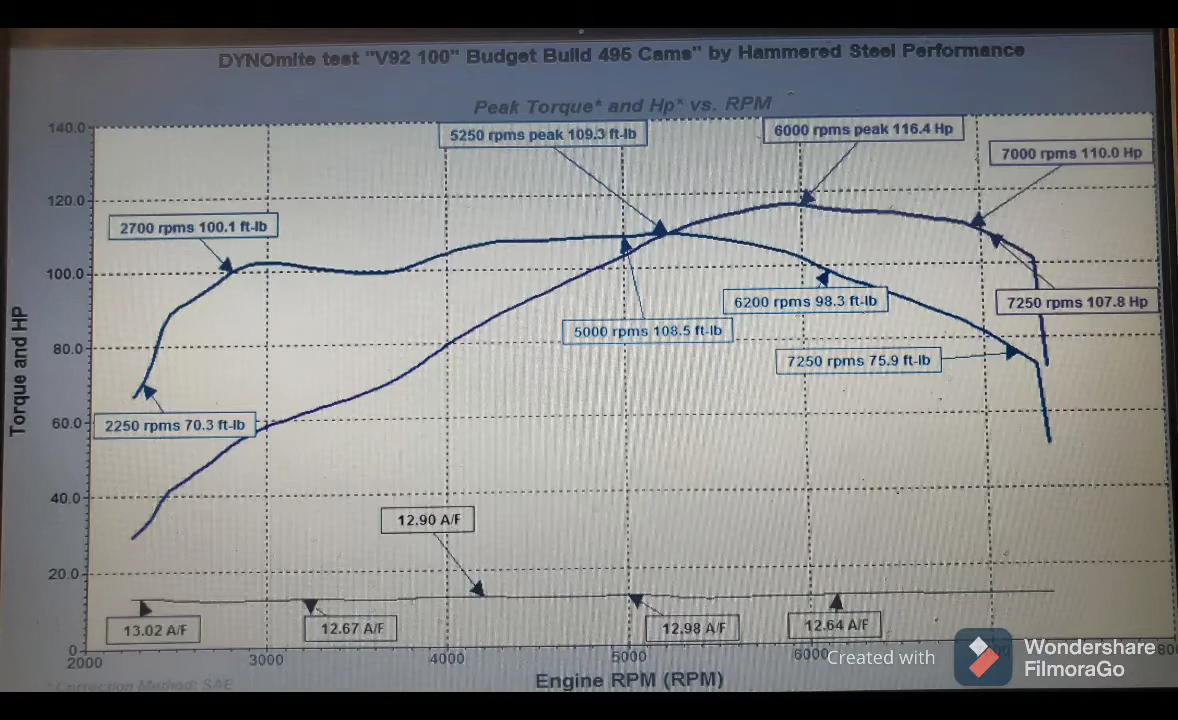 DYNOmite test "V92 100" Budget Build 495 Cams" by Hammered Steel Performance
Peak Torque* and Hp* vs. RPM
140.0
120.0
100.0
80.0
60.0
40.0
20.0
0
Torque and HP
5250 rpms peak 109.3 ft-lb
6000 rpms peak 116.4 Hp
7000 rpms 110.0 Hp
2700 rpms 100.1 ft-lb
6200 rpms 98.3 ft-lb
7250 rpms 107.8 Hp
5000 rpms 108.5 ft-lb
7250 rpms 75.9 ft-lb
2250 rpms 70.3 ft-lb
12.90 A/F
13.02 A/F
12.67 A/F
12.98 A/F
12.64 A/F
2000
3000
4000
5000
6000
Engine RPM (RPM)
* Correction Method: SAE
Created with
Wondershare
FilmoraGo